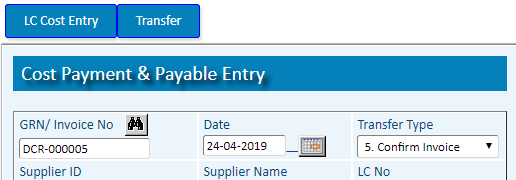 LC Cost Entry Transfer
Cost Payment & Payable Entry
GRN/ Invoice No Date Transfer Type
DCR-000005 24-04-2019 5. Confirm Invoice
Supplier ID Supplier Name LC No